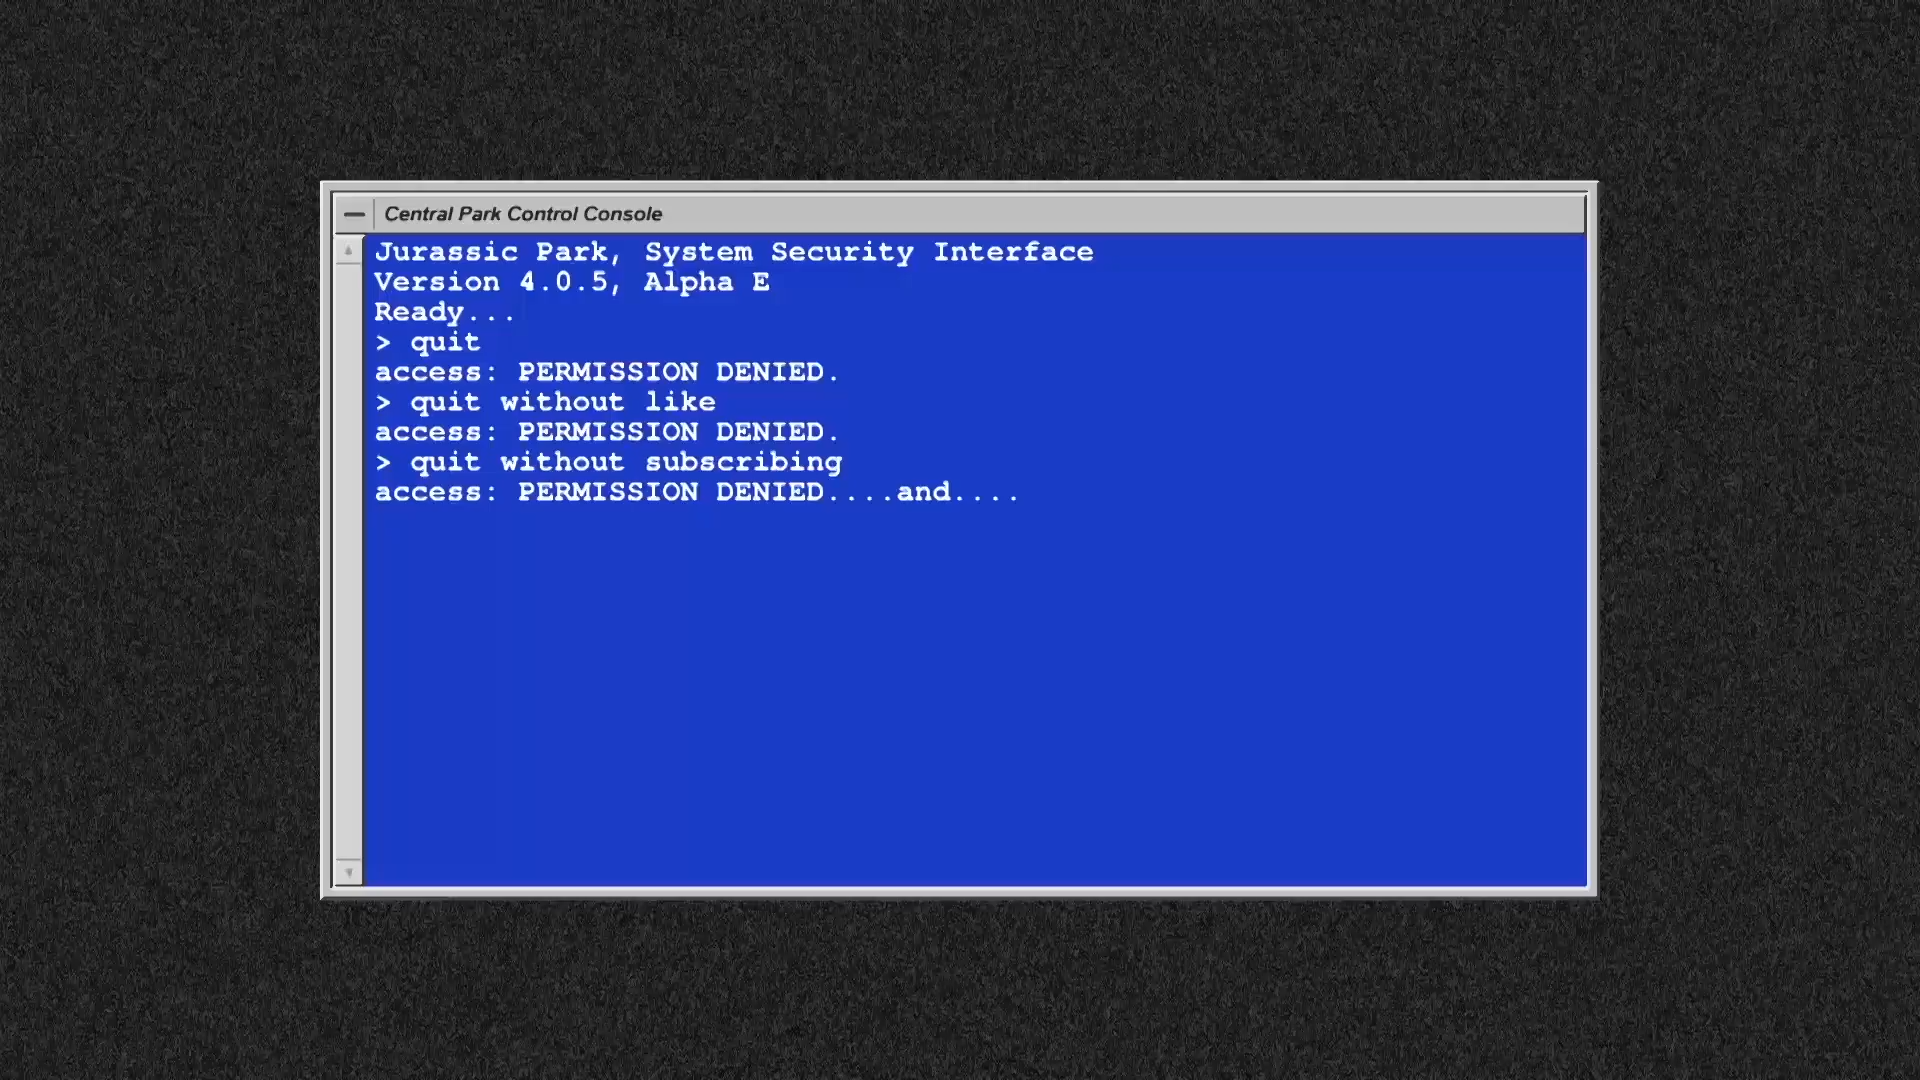 Central Park Control Console
Jurassic Park, System Security Interface
Version 4.0.5, Alpha E
Ready...
> quit
access: PERMISSION DENIED.
> quit without like
access: PERMISSION DENIED.
> quit without subscribing
access: PERMISSION DENIED....and....